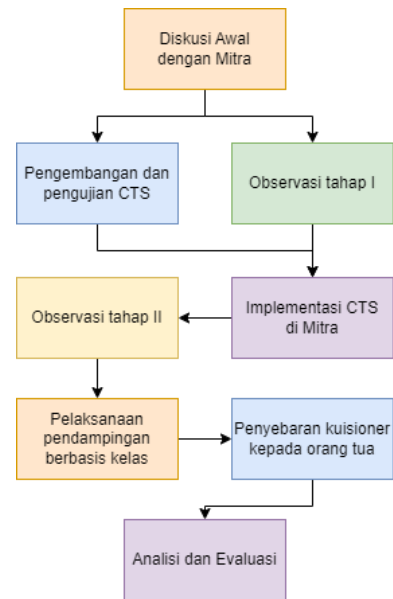 Diskusi Awal
dengan Mitra
Pengembangan dan
pengujian CTS
Observasi tahap I
Implementasi CTS
di Mitra
Observasi tahap II
Pelaksanaan
pendampingan
berbasis kelas
Penyebaran kuisioner
kepada orang tua
Analisi dan Evaluasi